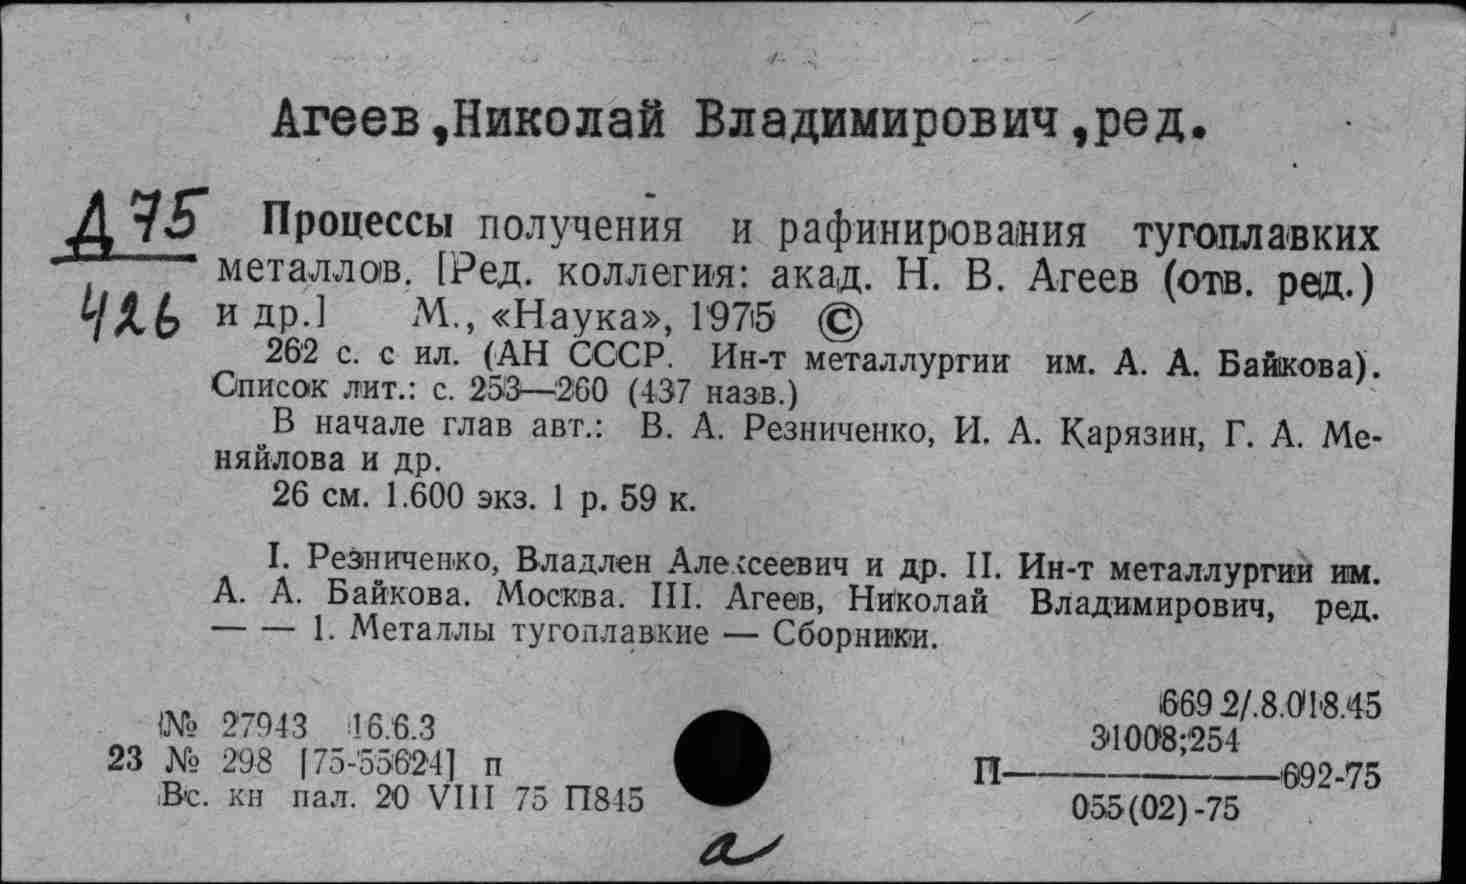 Агеев,Николай Владимирович,ред.
Д75
426
Процессы получения и рафинирования тугоплавких
металлов. [Ред. коллегия: акад. Н. В. Агеев (отв. ред.)
и др.] М., «Наука», 1975 ©
262 с. с ил. (АН СССР. Ин-т металлургии им. А. А. Байкова).
Список лит.: с. 253—260 (437 назв.)
В начале глав авт.: В. А. Резниченко, И. А. Карязин, Г. А. Ме-
няйлова и др.
26 см. 1.600 экз. 1 р. 59 к.
I. Резниченко, Владлен Алексеевич и др. II. Ин-т металлургии им.
А. А. Байкова. Москва. III. Агеев, Николай Владимирович, ред.
— — 1. Металлы тугоплавкие — Сборники.
№ 27943 16.6.3
23 № 298 [75-55624] п
Вс. кн пал. 20 VIII 75 П845
669.2/.8.018.45
П 31008;254 692-75
055(02)-75
а